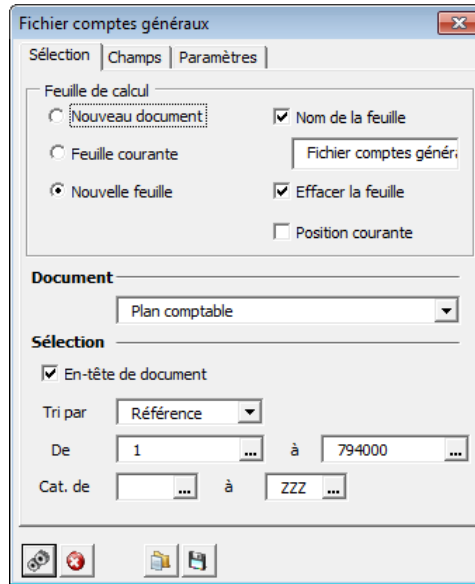 Fichier comptes généraux
Sélection Champs Paramètres
Feuille de calcul
Nouveau document Nom de la feuille
Feuille courante Fichier comptes génér
Nouvelle feuille Effacer la feuille
Position courante
Document
Plan comptable
Sélection
En-tête de document
Tri par Référence
De 1 ... à 794000 ...
Cat. de ... à ZZZ ...